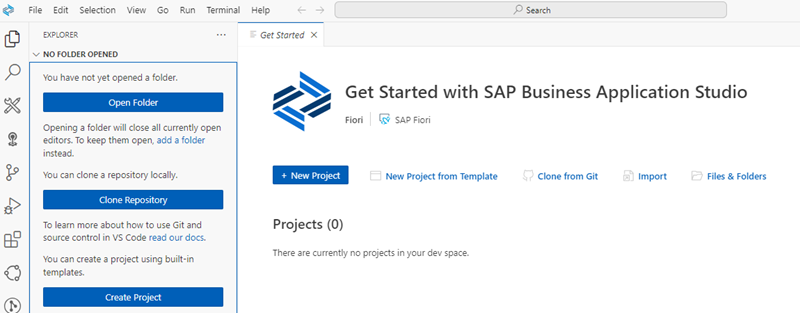 File Edit Selection View Go Run Terminal Help Search
EXPLORER
Get Started
NO FOLDER OPENED
You have not yet opened a folder.
Open Folder
Opening a folder will close all currently open
editors. To keep them open, add a folder
instead.
You can clone a repository locally.
Clone Repository
To learn more about how to use Git and
source control in VS Code read our docs.
You can create a project using built-in
templates.
Create Project
Get Started with SAP Business Application Studio
Fiori SAP Fiori
+ New Project New Project from Template Clone from Git Import Files & Folders
Projects (0)
There are currently no projects in your dev space.